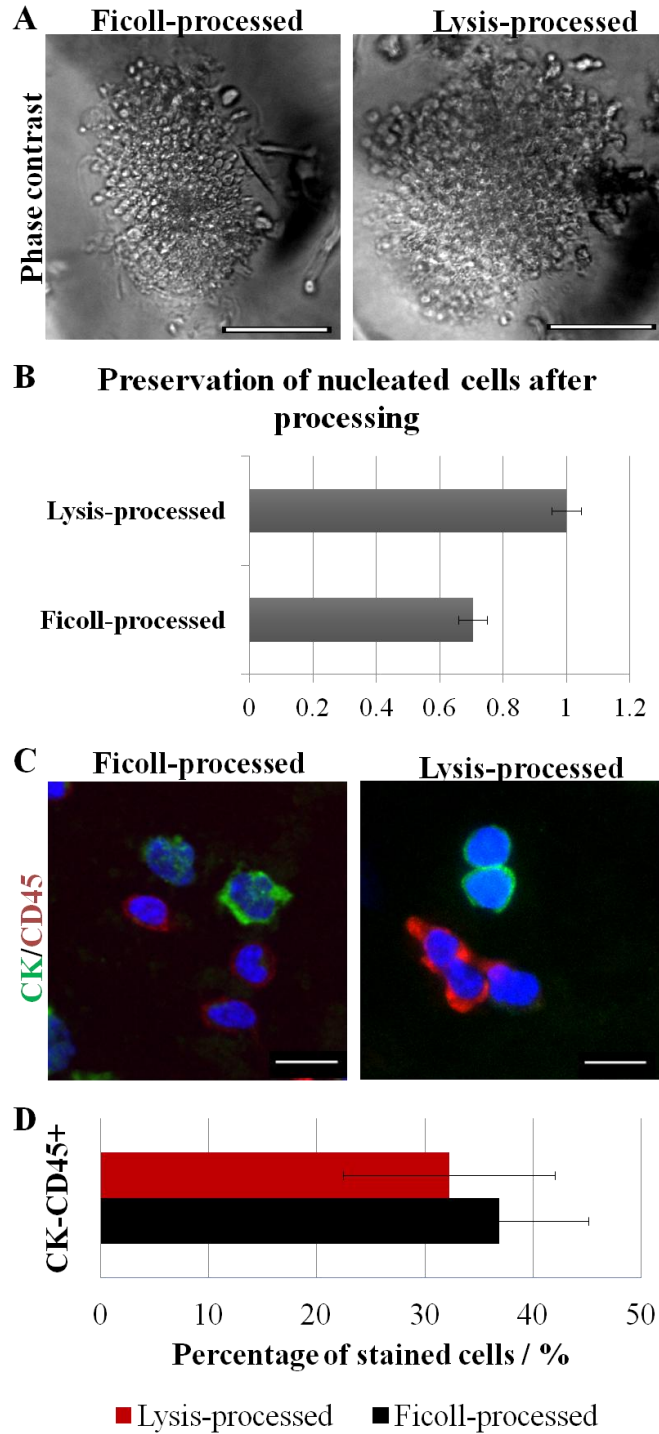 A
Ficoll-processed
Lysis-processed
Phase contrast
B
Preservation of nucleated cells after
processing
Lysis-processed
Ficoll-processed
0 0.2 0.4 0.6 0.8 1 1.2
C
Ficoll-processed
Lysis-processed
CK/CD45
D
CK-CD45+
0 10 20 30 40 50
Percentage of stained cells / %
Lysis-processed
Ficoll-processed